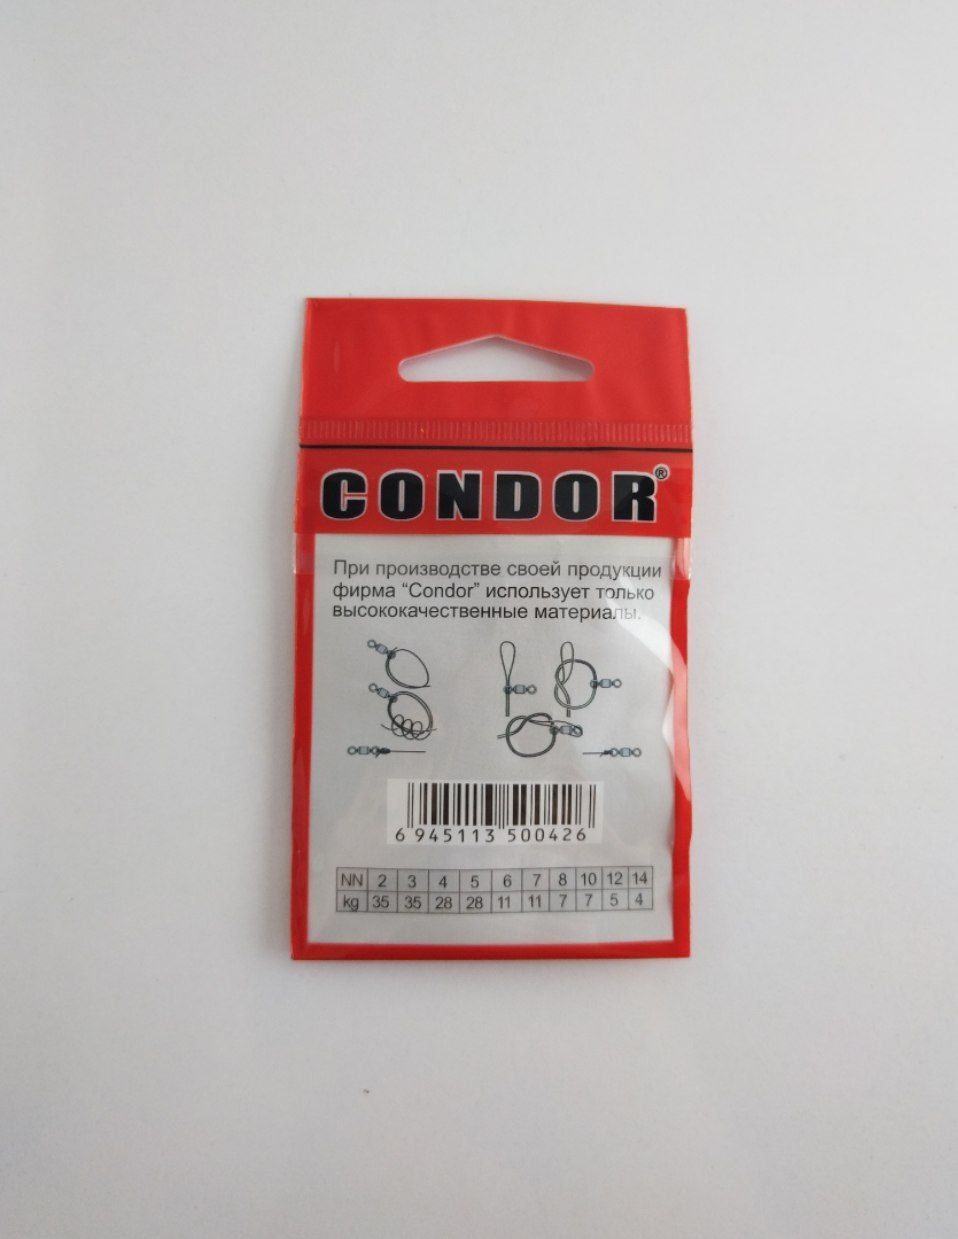 CONDOR®
При производстве своей продукции
фирма “Condor” использует только
высококачественные материалы.
6 945113 500426
NN 2 3 4 5 6 7 8 10 12 14
kg 35 35 28 28 11 11 7 7 5 4